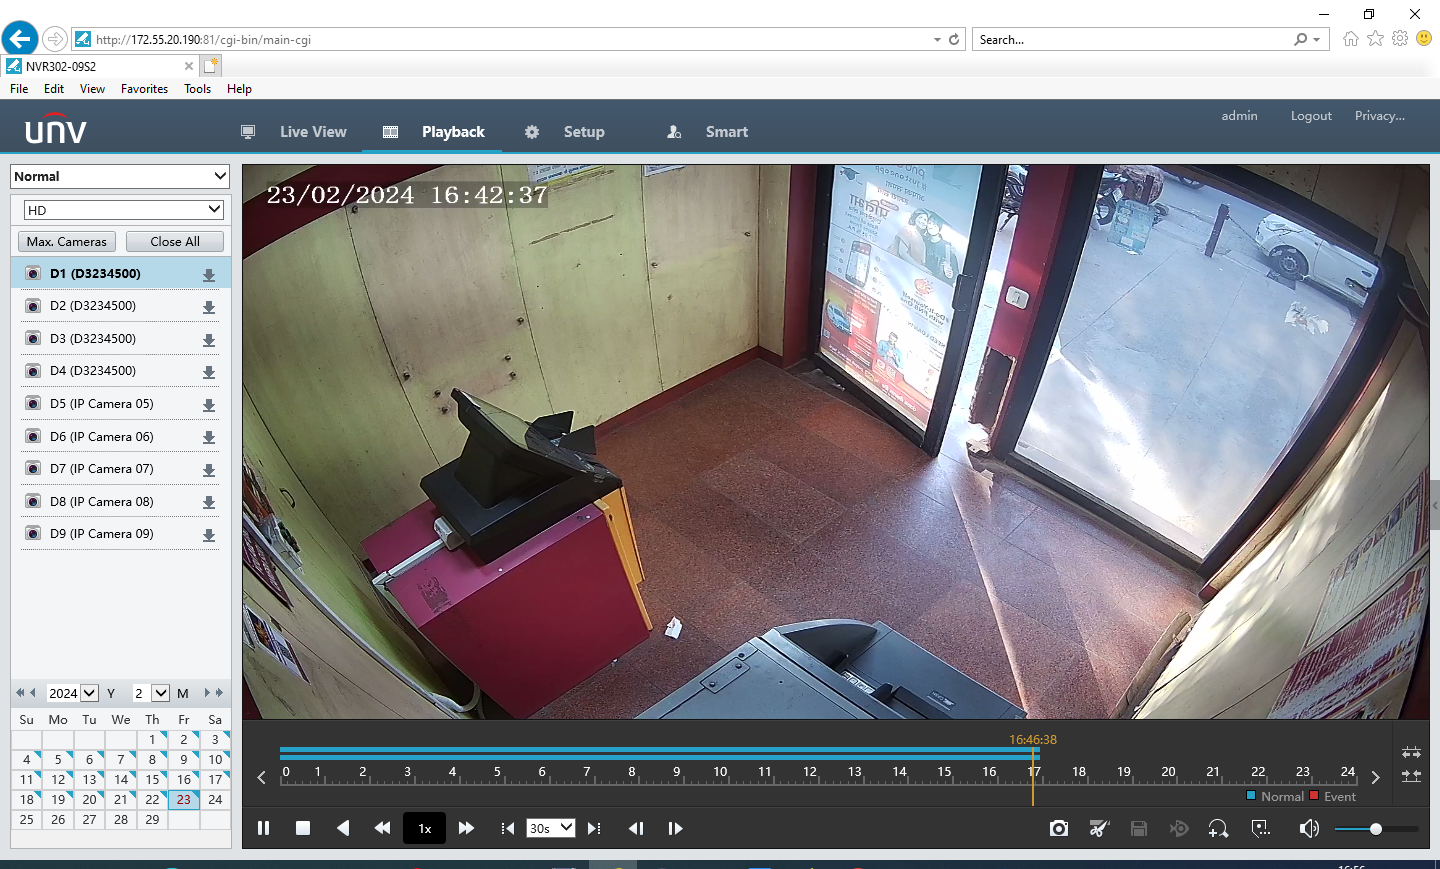 http://172.55.20.190:81/cgi-bin/main-cgi
Search...
NVR302-09S2
File Edit View Favorites Tools Help
unv
Live View Playback Setup Smart
admin Logout Privacy...
Normal
HD
Max. Cameras Close All
D1 (D3234500)
D2 (D3234500)
D3 (D3234500)
D4 (D3234500)
D5 (IP Camera 05)
D6 (IP Camera 06)
D7 (IP Camera 07)
D8 (IP Camera 08)
D9 (IP Camera 09)
2024 Y 2 M
Su Mo Tu We Th Fr Sa
1 2 3
4 5 6 7 8 9 10
11 12 13 14 15 16 17
18 19 20 21 22 23 24
25 26 27 28 29
23/02/2024 16:42:37
16:46:38
0 1 2 3 4 5 6 7 8 9 10 11 12 13 14 15 16 17 18 19 20 21 22 23 24
Normal Event
1x
30s